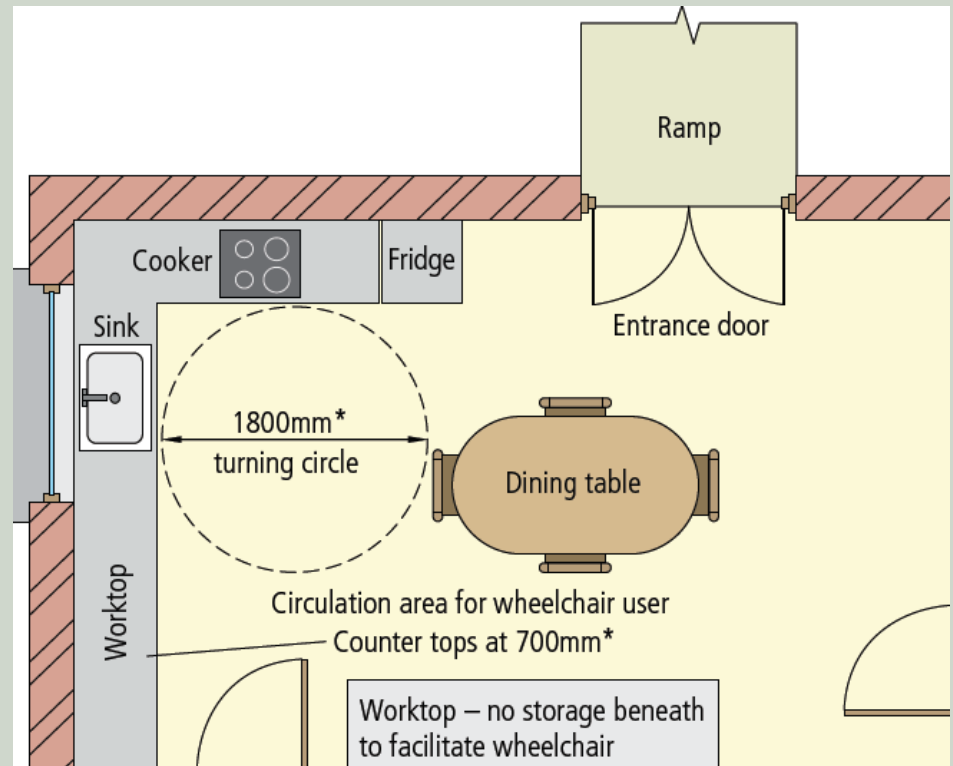 Ramp
Cooker
Fridge
Sink
Entrance door
1800mm*
turning circle
Dining table
Worktop
Circulation area for wheelchair user
Counter tops at 700mm*
Worktop – no storage beneath
to facilitate wheelchair